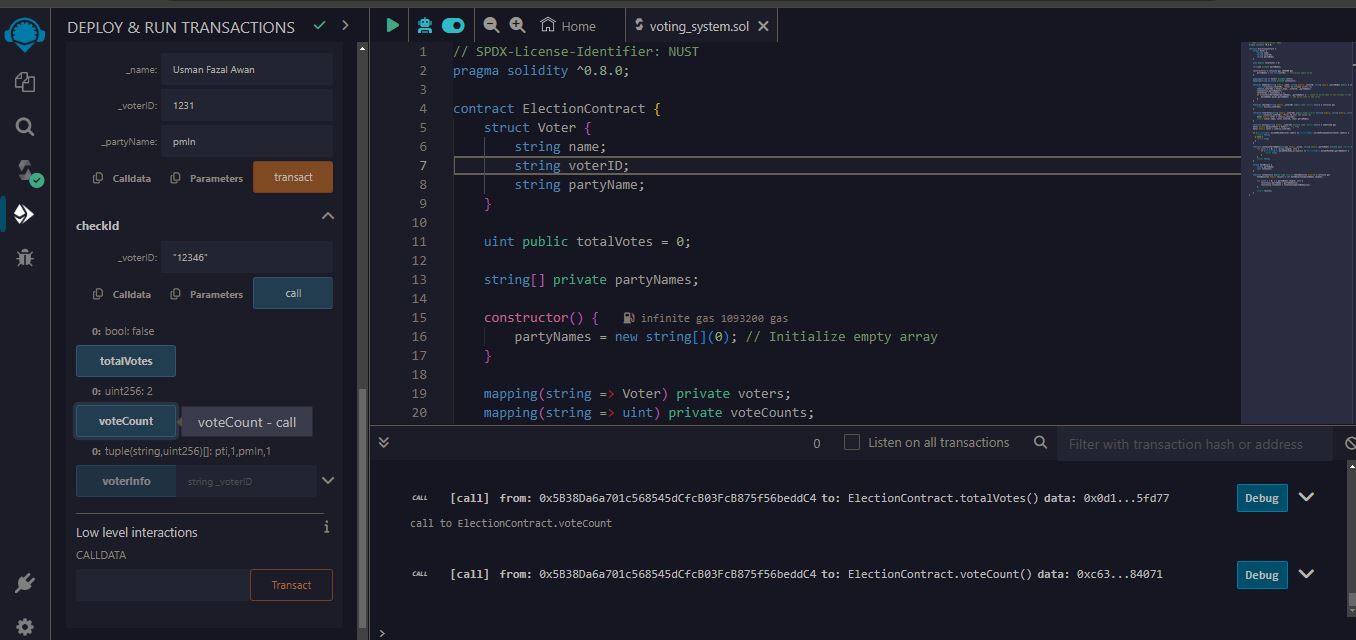 DEPLOY & RUN TRANSACTIONS
_name: Usman Fazal Awan
_voterID: 1231
_partyName: pmln
Calldata Parameters transact
checkId
_voterID: "12346"
Calldata Parameters call
0: bool: false
totalVotes
0: uint256: 2
voteCount
voteCount - call
0: tuple(string,uint256)[]: pti,1,pmln,1
voterInfo string _voterID
Low level interactions
i
CALLDATA
Transact
Home voting_system.sol
1 // SPDX-License-Identifier: NUST
2 pragma solidity ^0.8.0;
3
4 contract ElectionContract {
5 struct Voter {
6 string name;
7 string voterID;
8 string partyName;
9 }
10
11 uint public totalVotes = 0;
12
13 string[] private partyNames;
14
15 constructor() { infinite gas 1093200 gas
16 partyNames = new string[](0); // Initialize empty array
17 }
18
19 mapping(string => Voter) private voters;
20 mapping(string => uint) private voteCounts;
0 Listen on all transactions Filter with transaction hash or address
CALL [call] from: 0x5B38Da6a701c568545dCfcB03FcB875f56beddC4 to: ElectionContract.totalVotes() data: 0x0d1...5fd77 Debug
call to ElectionContract.voteCount
CALL [call] from: 0x5B38Da6a701c568545dCfcB03FcB875f56beddC4 to: ElectionContract.voteCount() data: 0xc63...84071 Debug
>